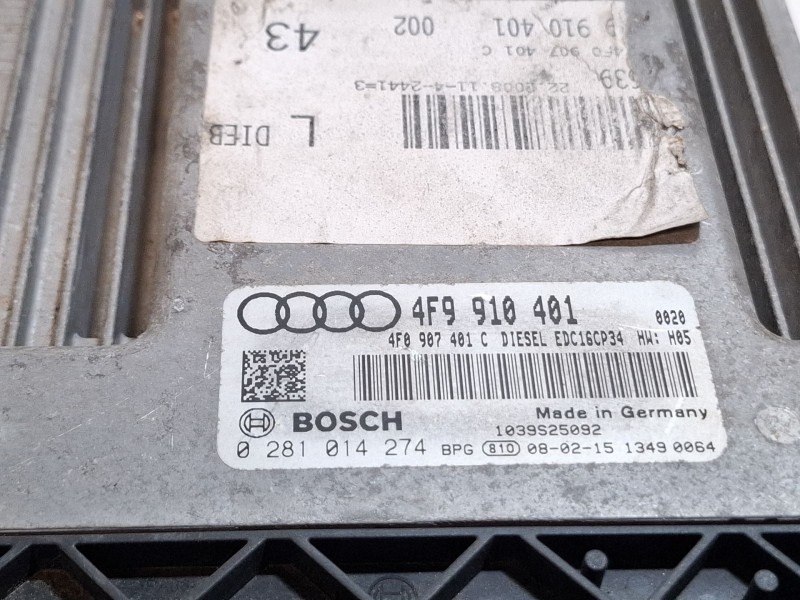 43 002 910 401
4F0 907 401 C
639 22 2008.11-4-2441=3
L DIEB
4F9 910 401 0020
4F0 907 401 C DIESEL EDC16CP34 HW: H05
BOSCH Made in Germany
1039S25092
0 281 014 274 BPG 810 08-02-15 1349 0064